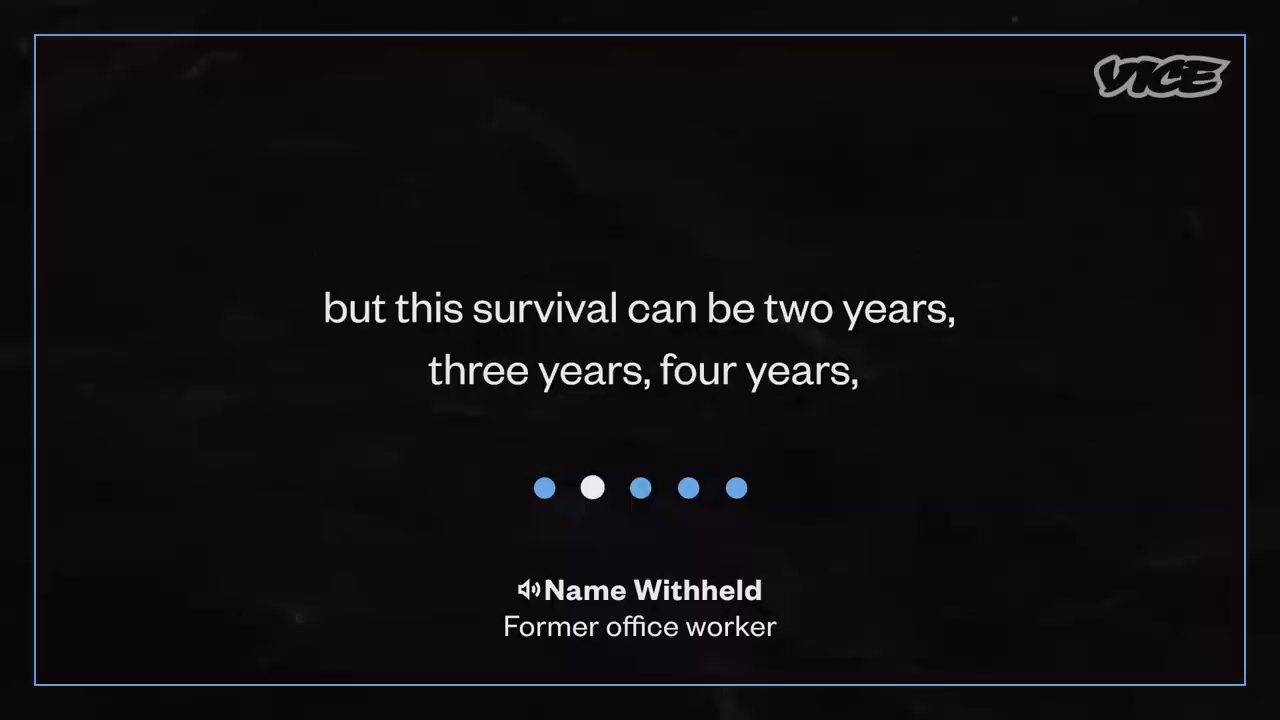 VICE
but this survival can be two years,
three years, four years,
Name Withheld
Former office worker